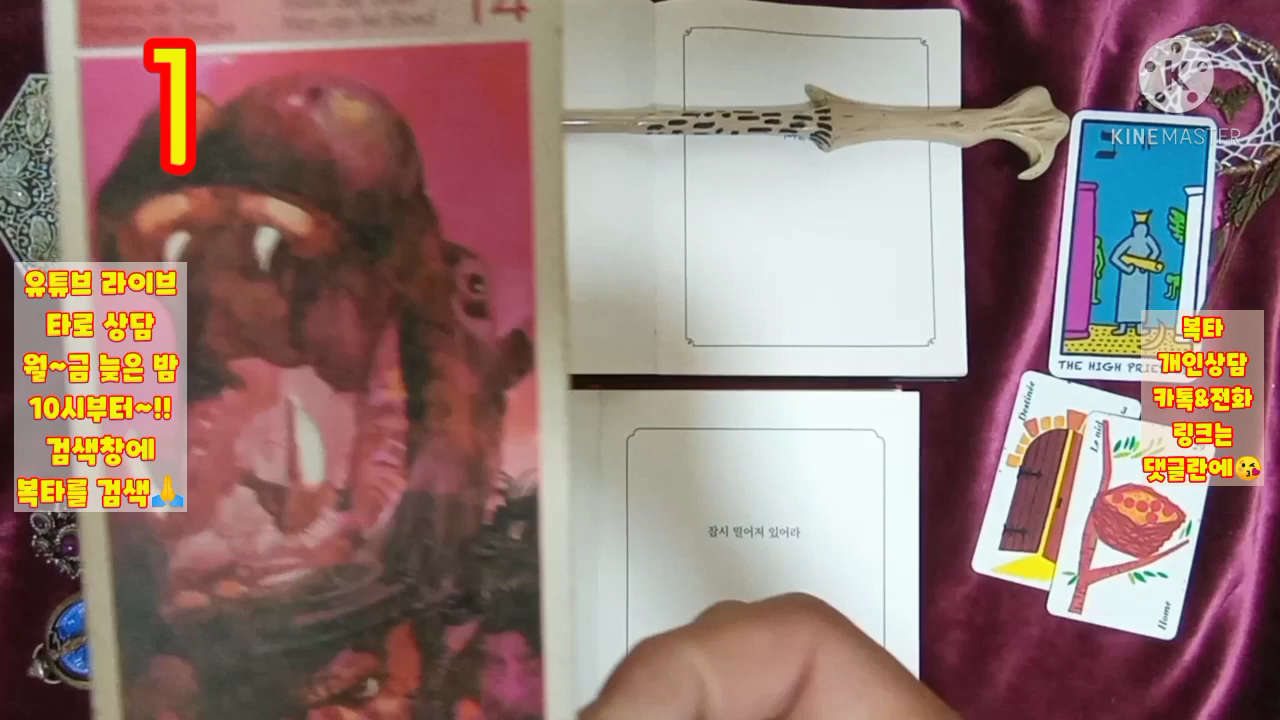 14
1
유튜브 라이브
타로 상담
월~금 늦은 밤
10시부터~!!
검색창에
복타를 검색🙏
KINEMASTER
THE HIGH PRIE
Destinée
3
Le nid
Home
잠시 떨어져 있어라
복타
개인상담
카톡&전화
링크는
댓글란에😘